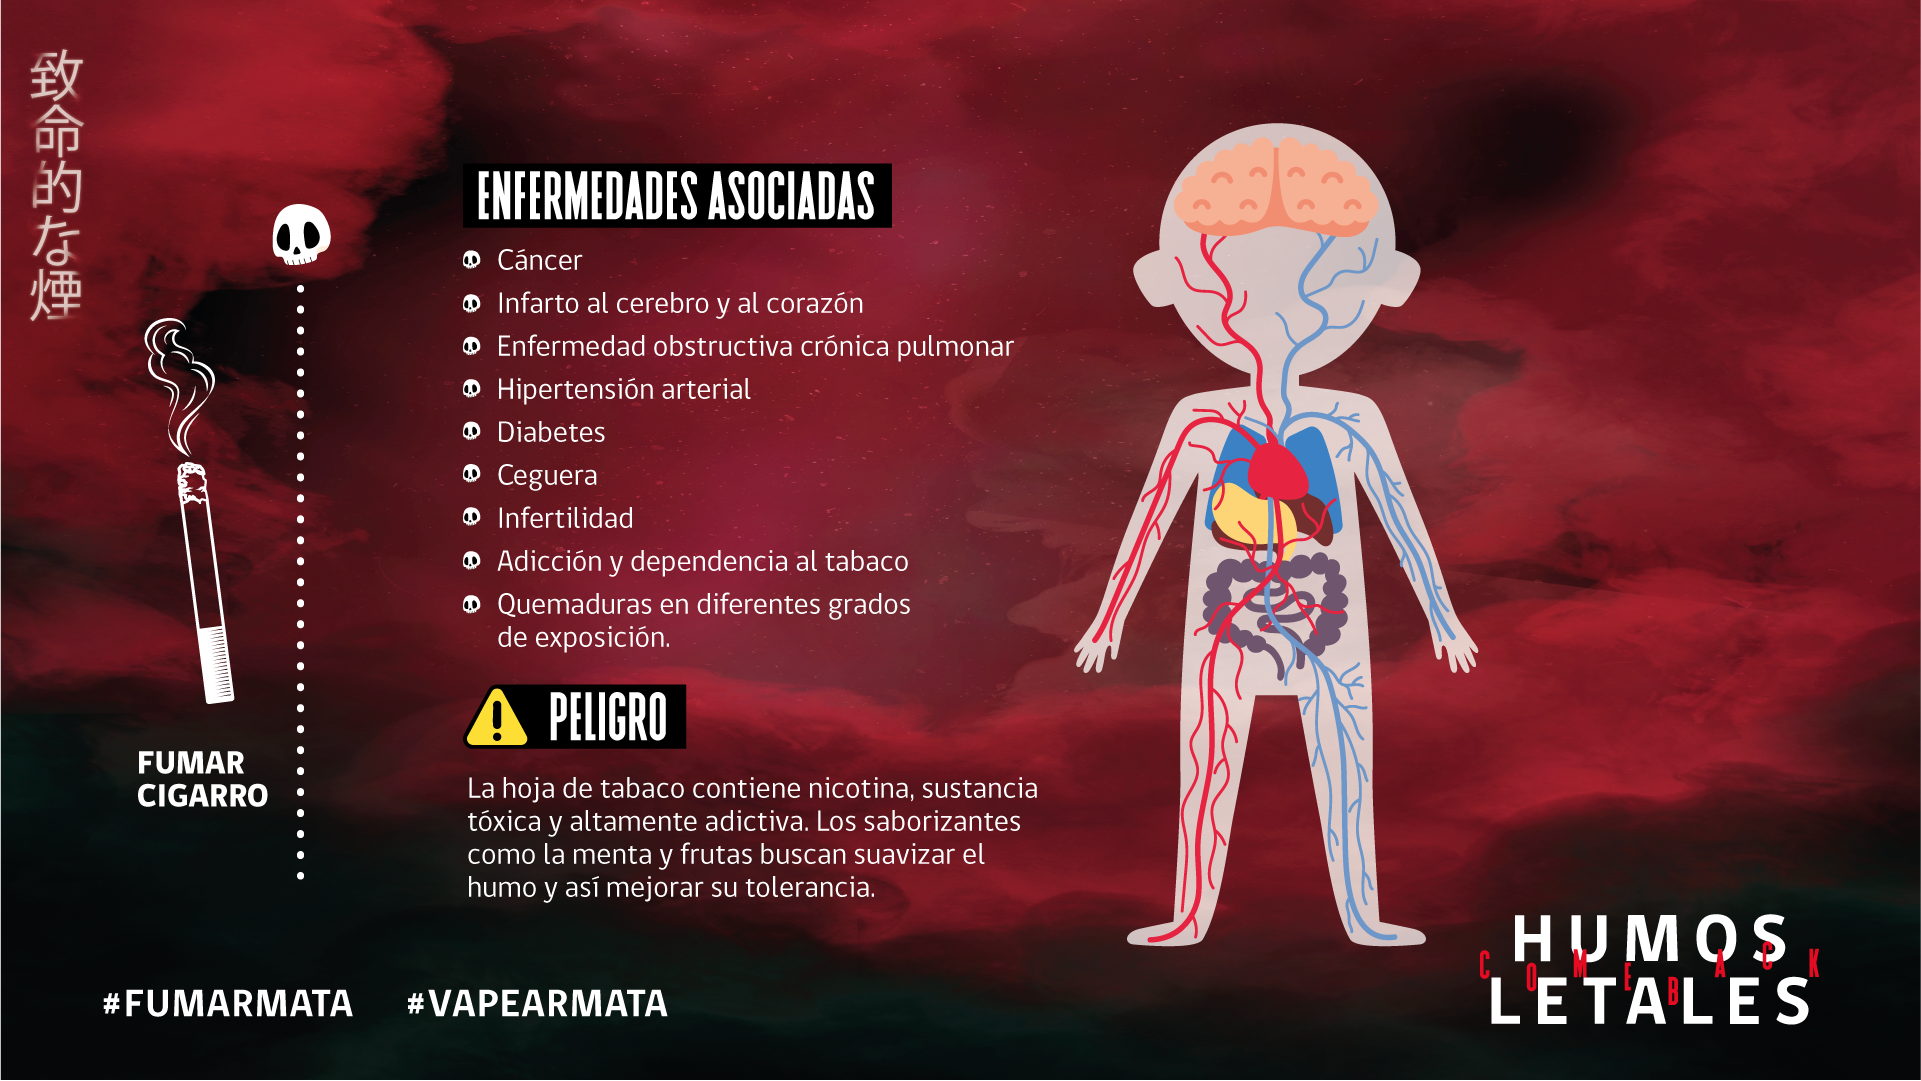 致命的な煙
ENFERMEDADES ASOCIADAS
Cáncer
Infarto al cerebro y al corazón
Enfermedad obstructiva crónica pulmonar
Hipertensión arterial
Diabetes
Ceguera
Infertilidad
Adicción y dependencia al tabaco
Quemaduras en diferentes grados
de exposición.
PELIGRO
La hoja de tabaco contiene nicotina, sustancia
tóxica y altamente adictiva. Los saborizantes
como la menta y frutas buscan suavizar el
humo y así mejorar su tolerancia.
FUMAR
CIGARRO
#FUMARMATA #VAPEARMATA
HUMOS
COMEBACK
LETALES